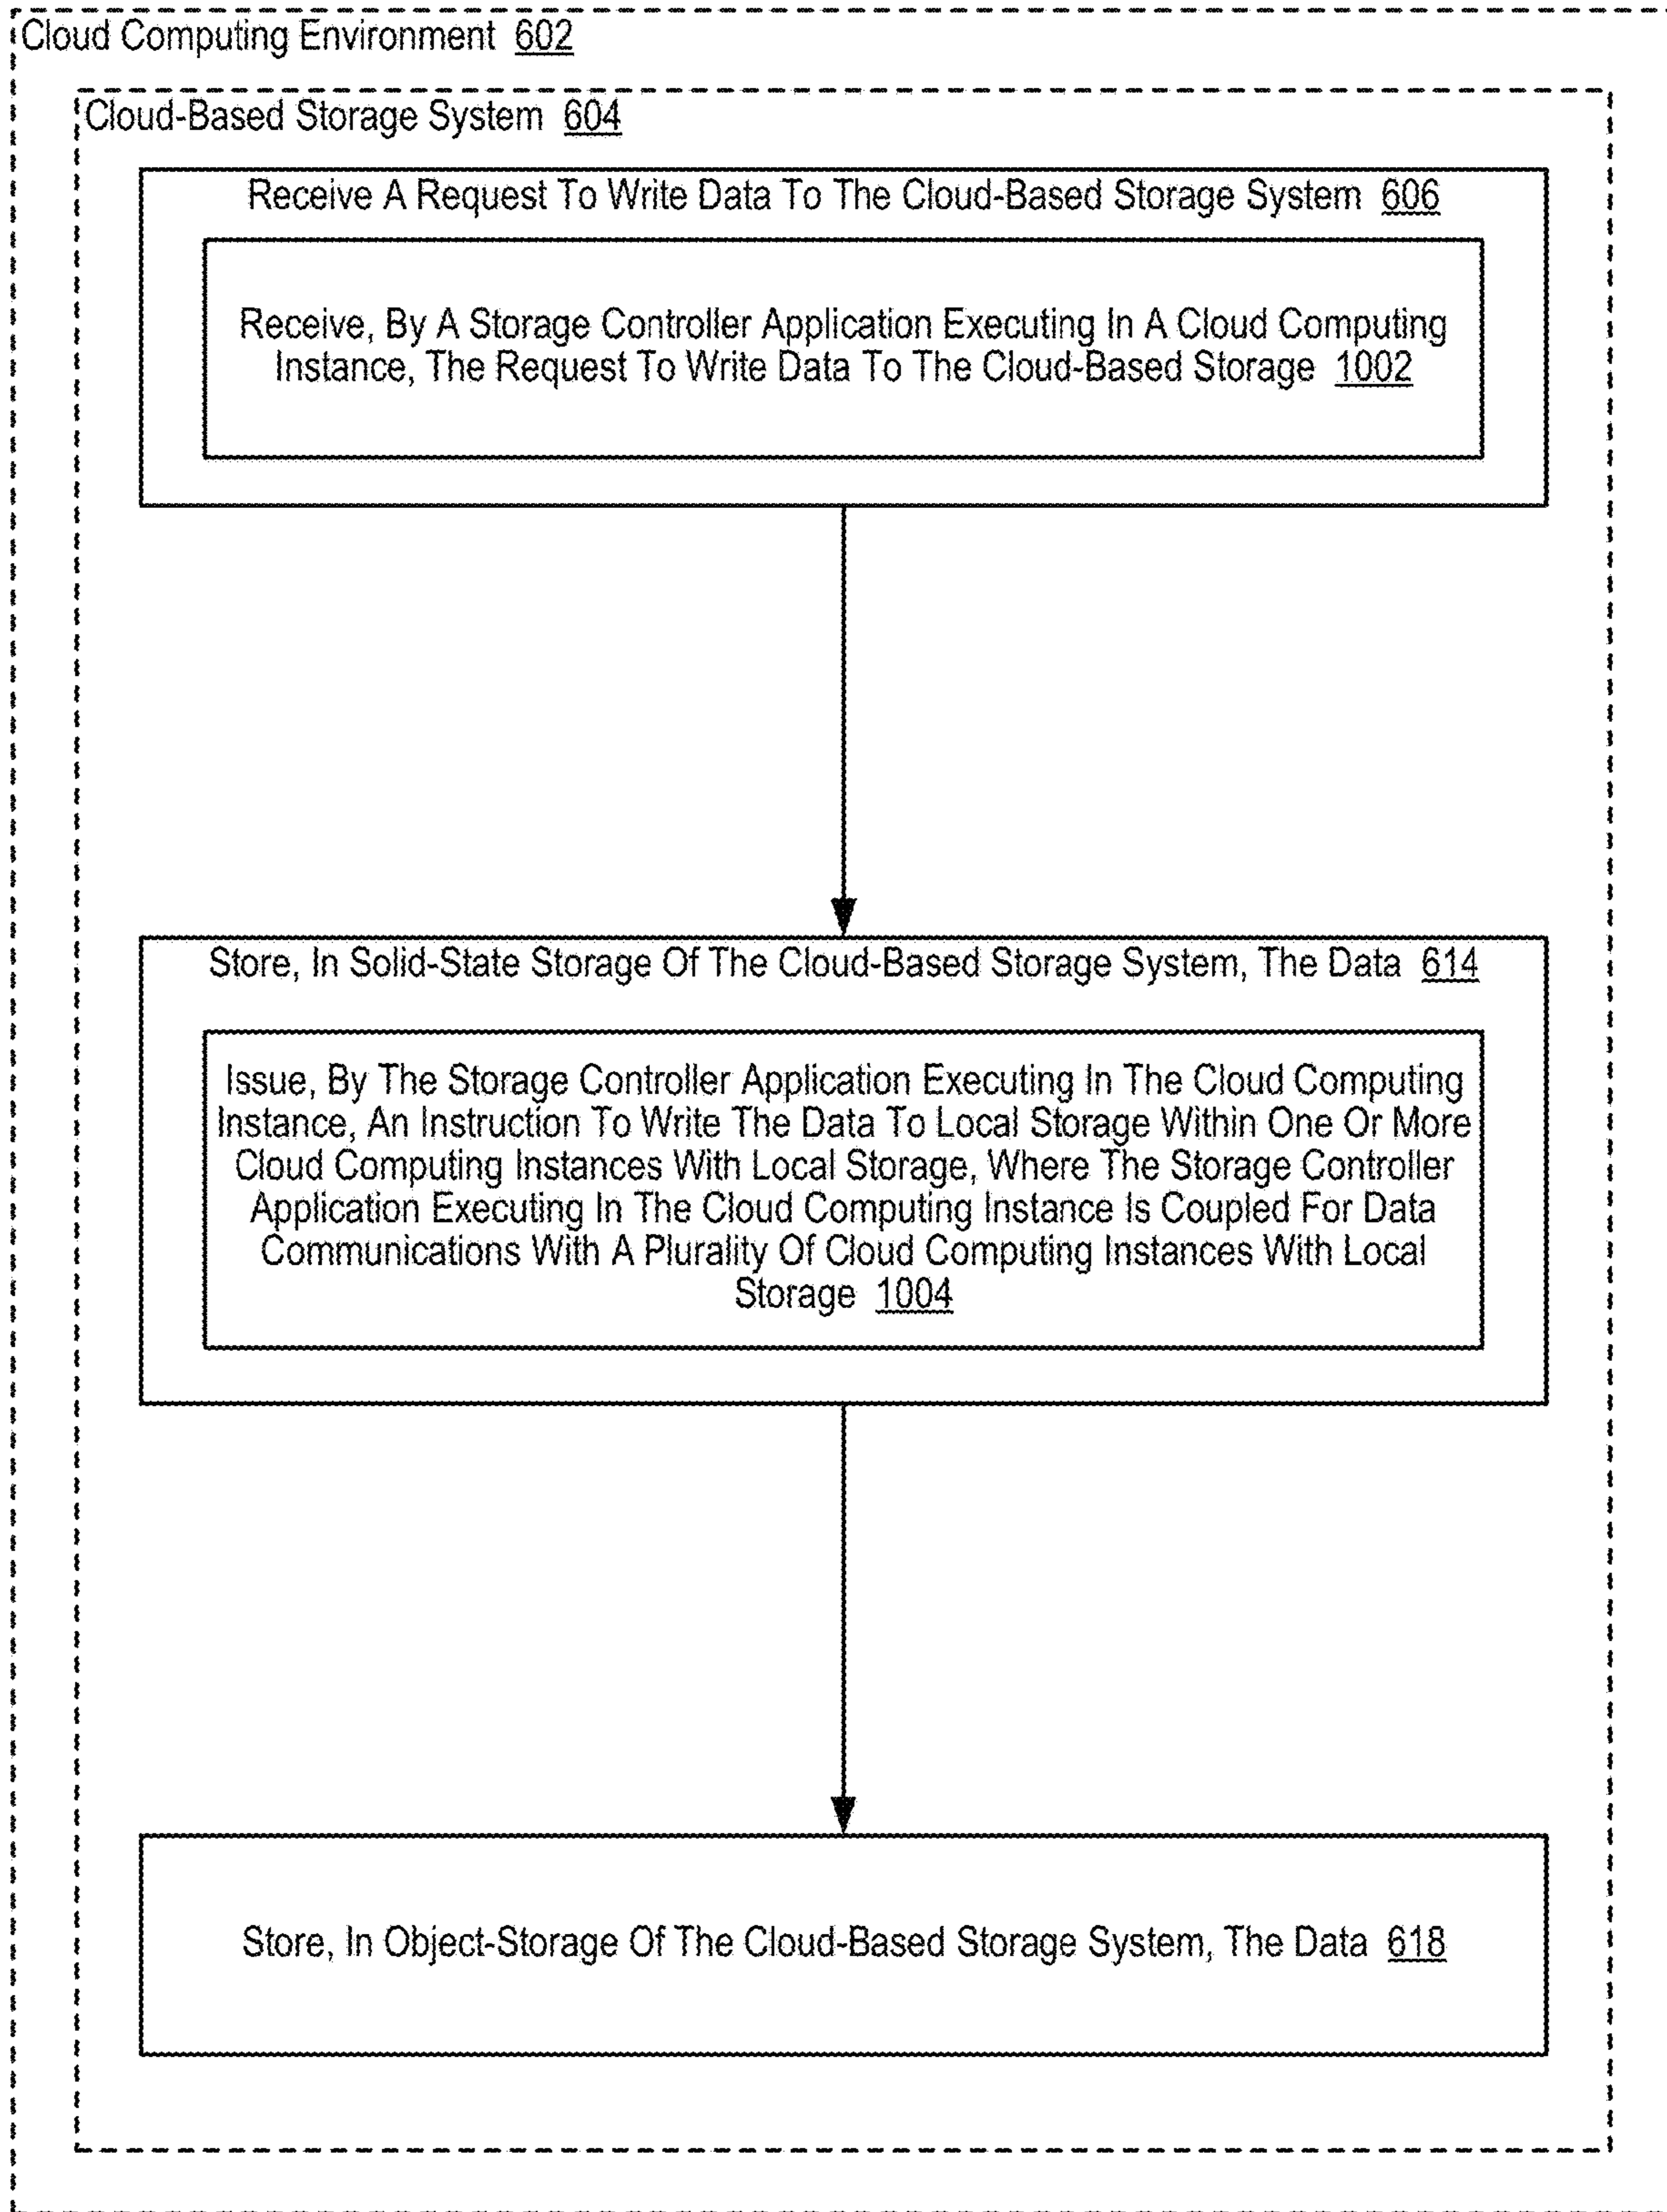 Cloud Computing Environment 602
Cloud-Based Storage System 604
Receive A Request To Write Data To The Cloud-Based Storage System 606
Receive, By A Storage Controller Application Executing In A Cloud Computing
Instance, The Request To Write Data To The Cloud-Based Storage 1002
Store, In Solid-State Storage Of The Cloud-Based Storage System, The Data 614
Issue, By The Storage Controller Application Executing In The Cloud Computing
Instance, An Instruction To Write The Data To Local Storage Within One Or More
Cloud Computing Instances With Local Storage, Where The Storage Controller
Application Executing In The Cloud Computing Instance Is Coupled For Data
Communications With A Plurality Of Cloud Computing Instances With Local
Storage 1004
Store, In Object-Storage Of The Cloud-Based Storage System, The Data 618